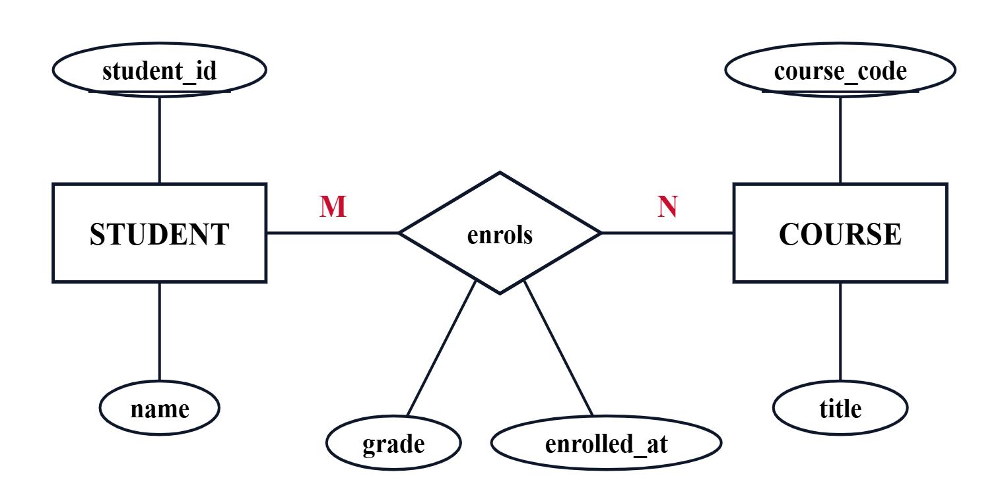 student_id
course_code
M
N
STUDENT
enrols
COURSE
name
title
grade
enrolled_at